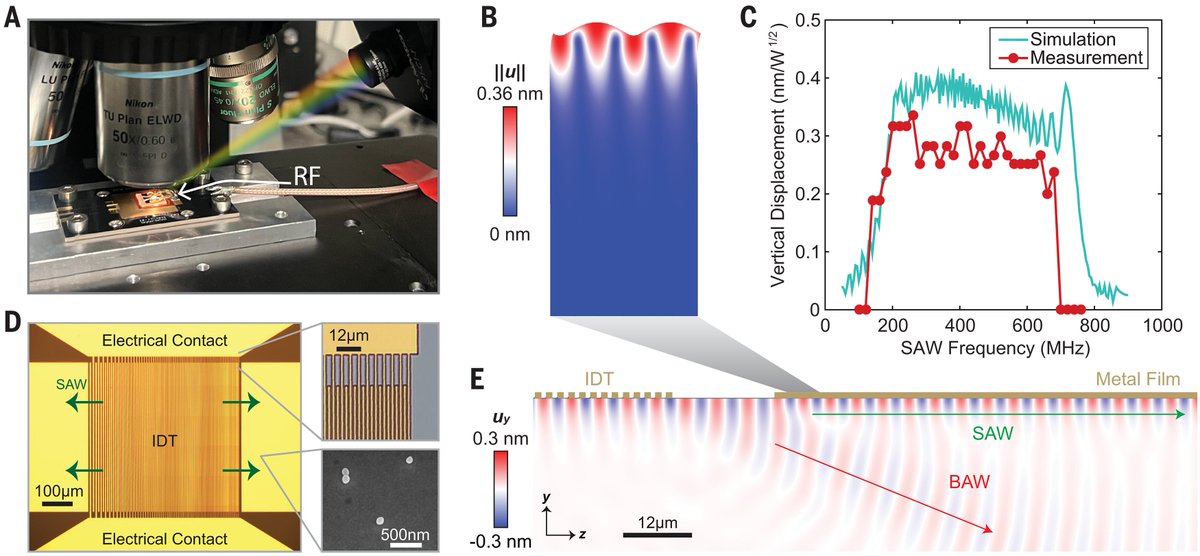 A
Nikon
LU P
50
Nikon
TU Plan ELWD
50X/0.60
RF
B
||u||
0.36 nm
0 nm
C
Simulation
Measurement
Vertical Displacement (nm/W^1/2)
0.5
0.4
0.3
0.2
0.1
0
0
200
400
600
800
1000
SAW Frequency (MHz)
D
Electrical Contact
SAW
IDT
100μm
Electrical Contact
12μm
500nm
E
IDT
Metal Film
u_y
0.3 nm
-0.3 nm
SAW
BAW
y
z
12μm